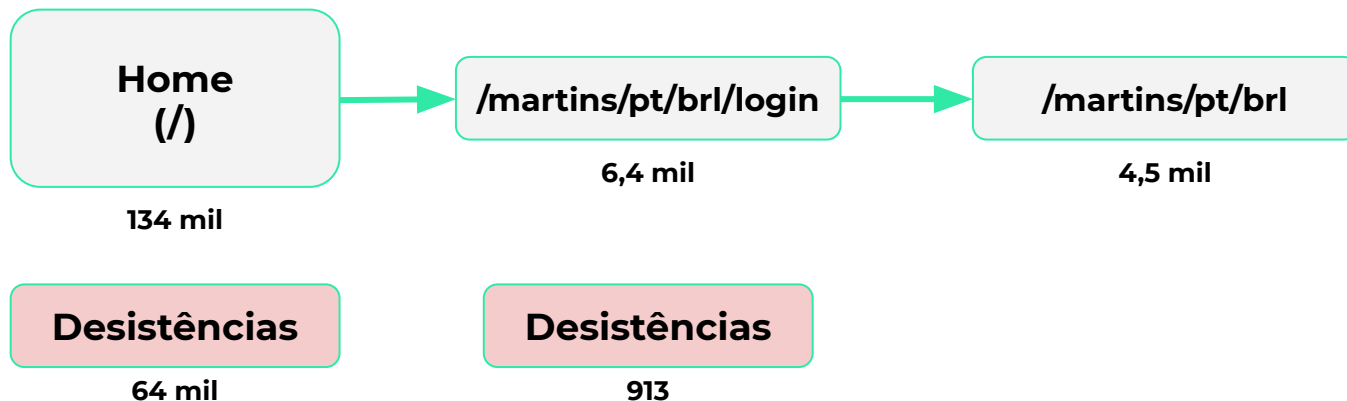 Home
(/)
/martins/pt/brl/login
/martins/pt/brl
6,4 mil
4,5 mil
134 mil
Desistências
Desistências
64 mil
913